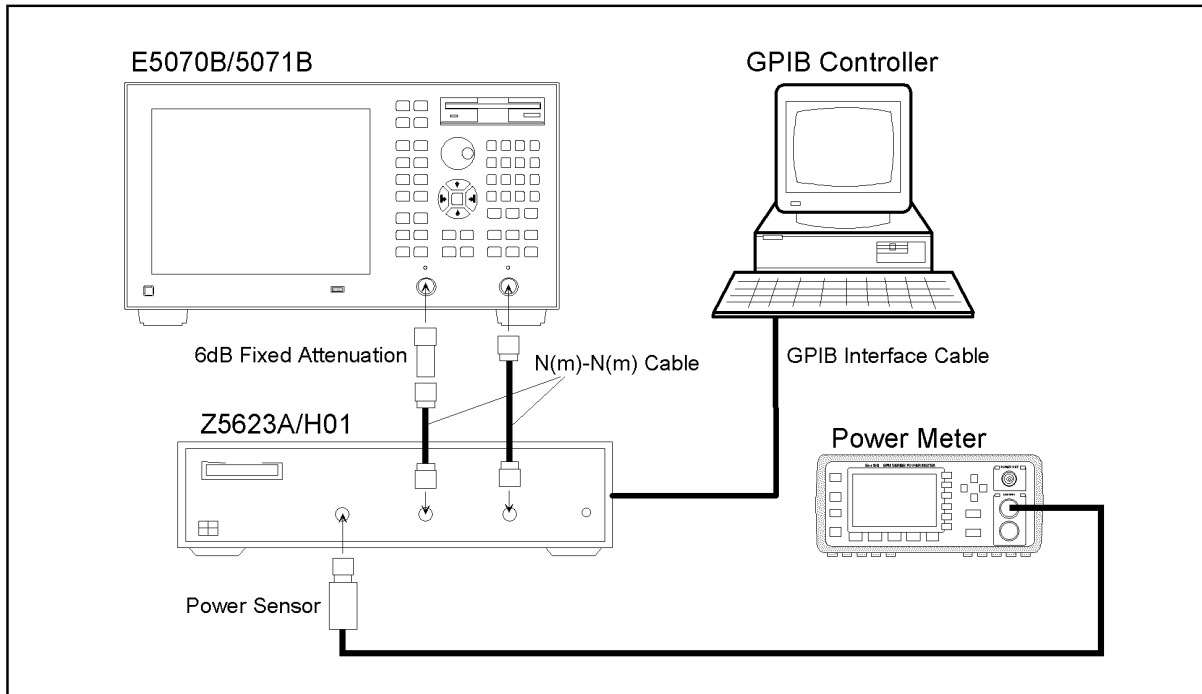 E5070B/5071B
GPIB Controller
6dB Fixed Attenuation
N(m)-N(m) Cable
GPIB Interface Cable
Z5623A/H01
Power Meter
Power Sensor